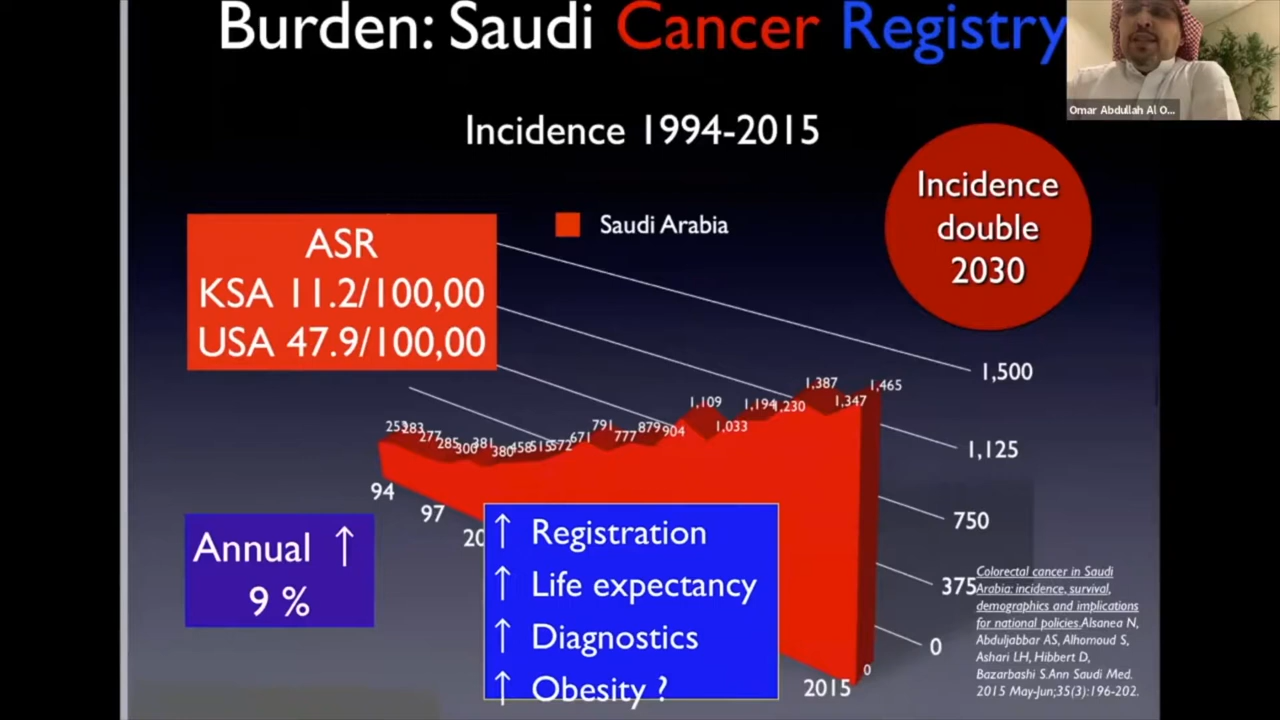 Burden: Saudi Cancer Registry
Omar Abdullah Al O...
Incidence 1994-2015
Incidence
double
2030
Saudi Arabia
ASR
KSA 11.2/100,00
USA 47.9/100,00
1,500
1,125
750
375
0
253
283
277
285
300
381
380
458
515
572
671
791
777
879
904
1,109
1,033
1,194
1,230
1,387
1,347
1,465
0
94
97
20
2015
Annual ↑
9 %
↑ Registration
↑ Life expectancy
↑ Diagnostics
↑ Obesity ?
Colorectal cancer in Saudi
Arabia: incidence, survival,
demographics and implications
for national policies. Alsanea N,
Abduljabbar AS, Alhomoud S,
Ashari LH, Hibbert D,
Bazarbashi S.Ann Saudi Med.
2015 May-Jun;35(3):196-202.